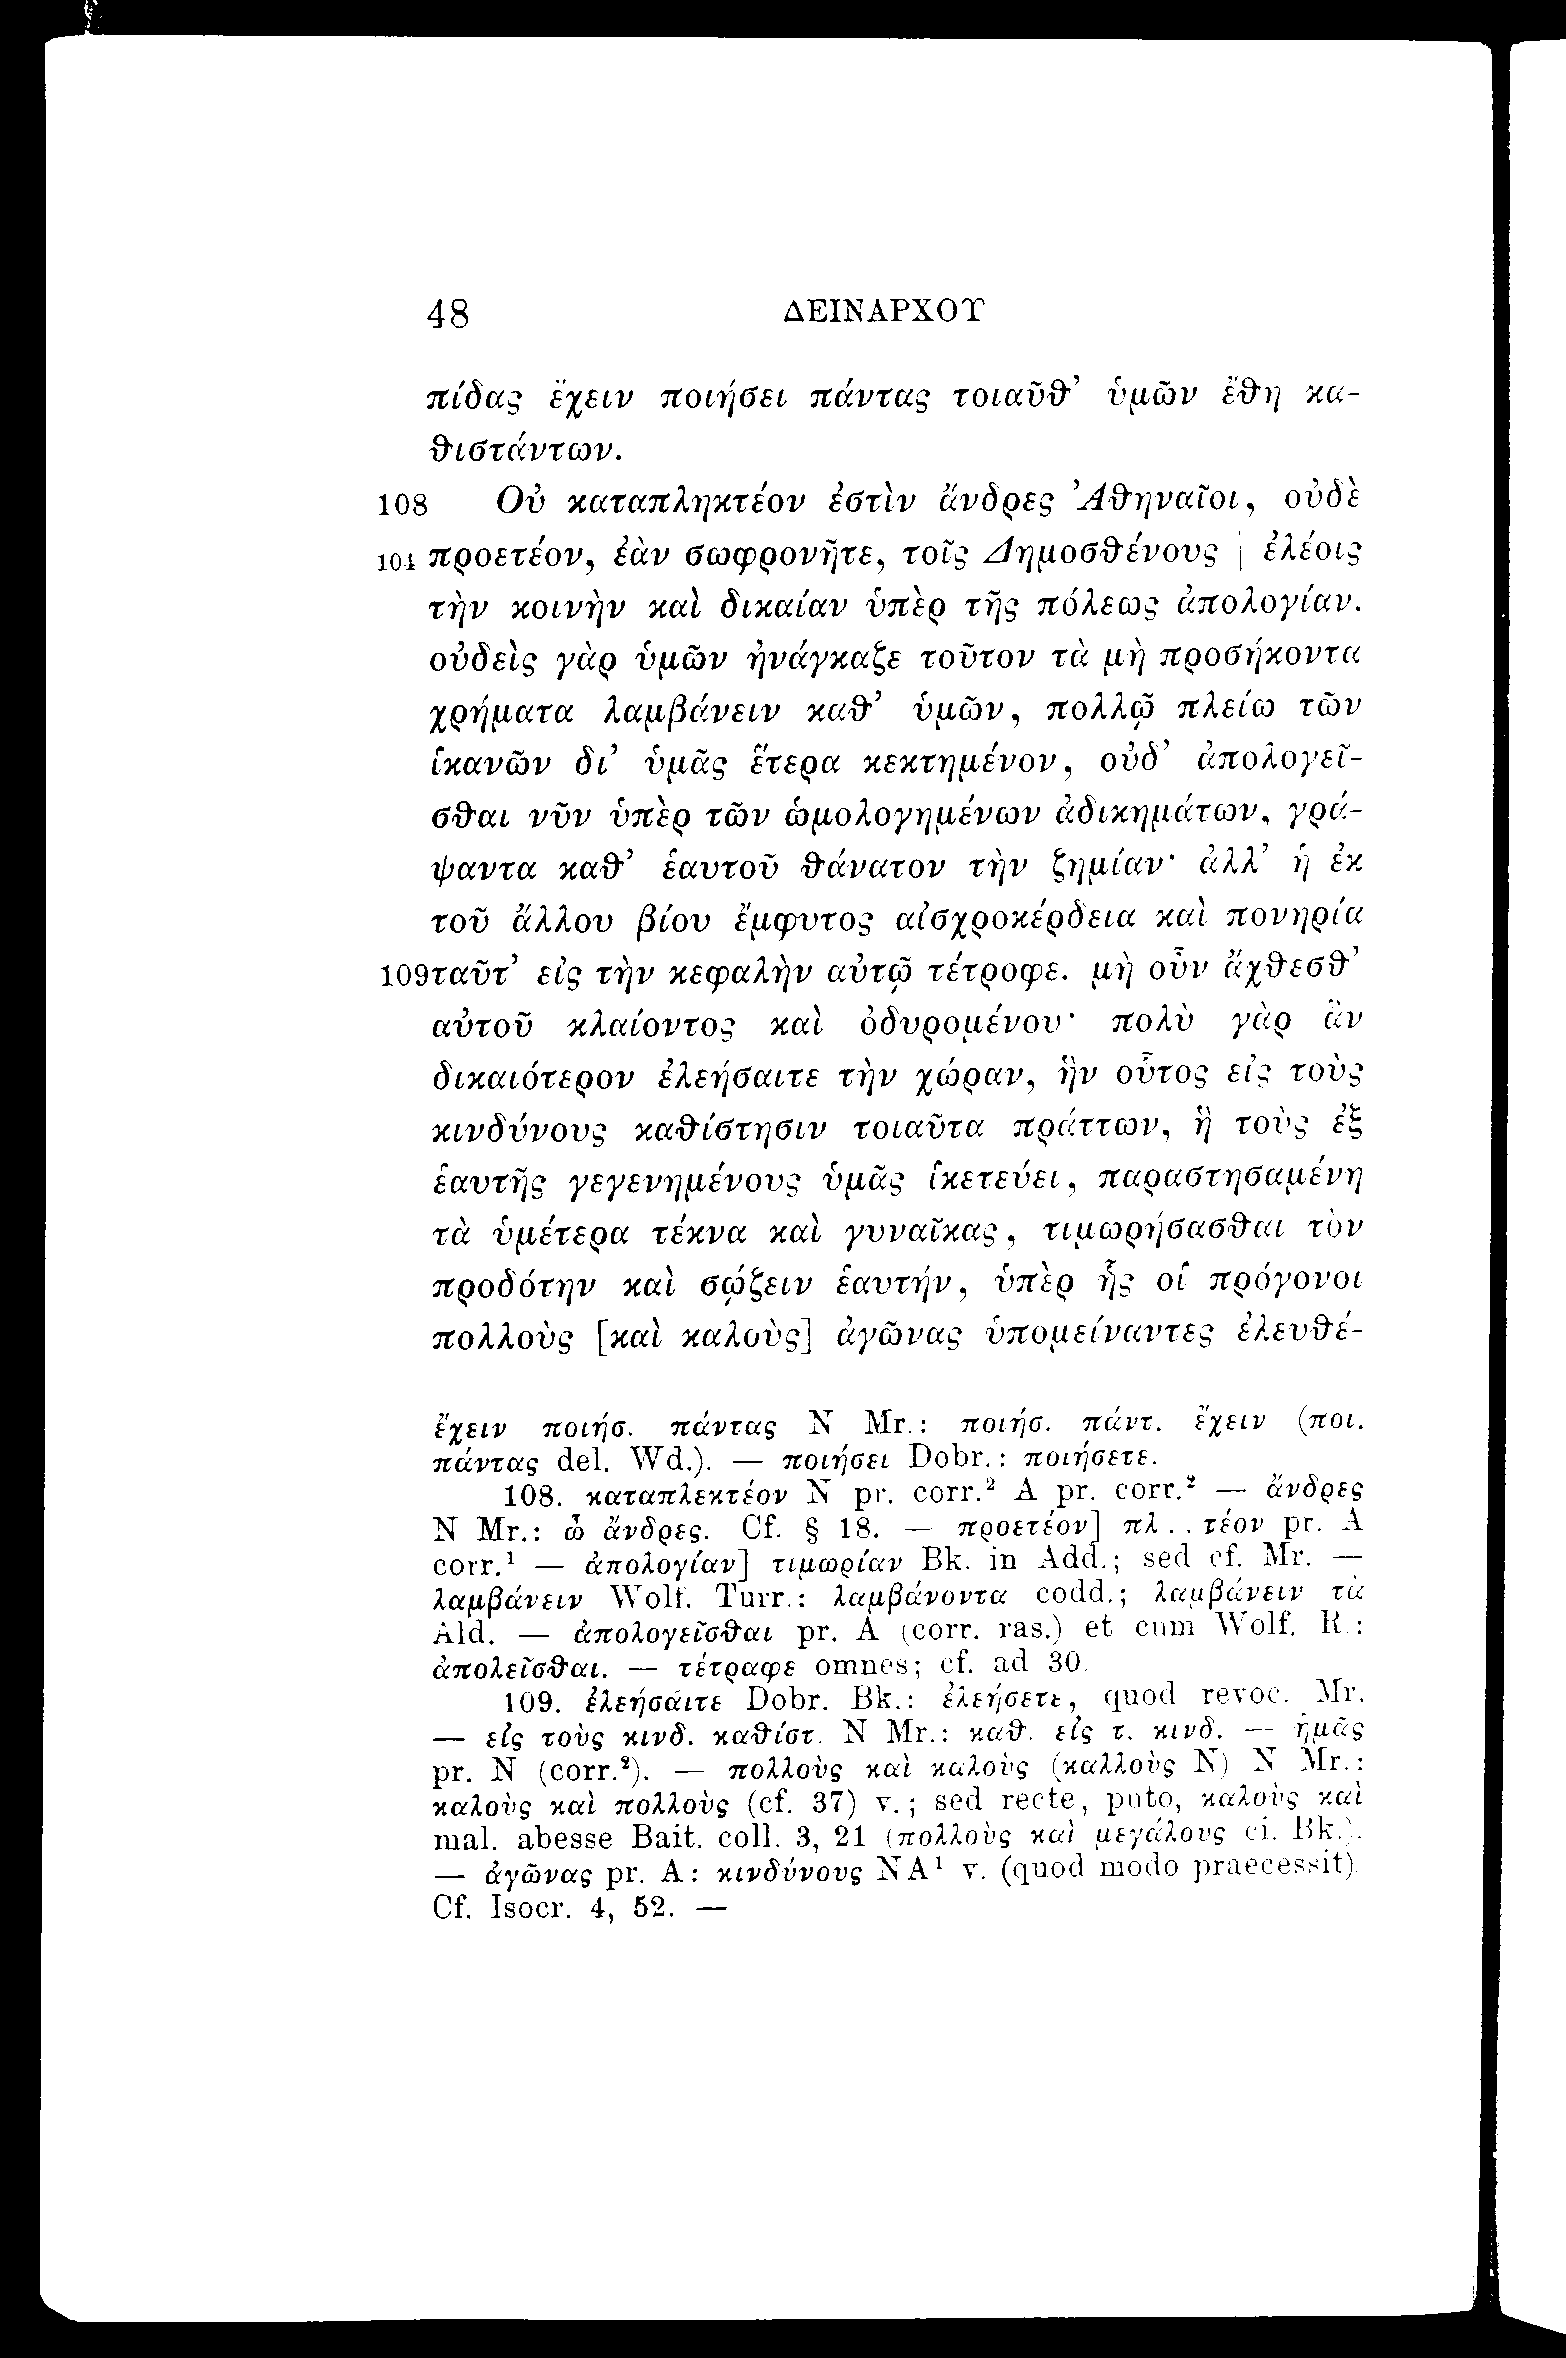 48 ΔΕΙΝΑΡΧΟΥ
πίδας ἔχειν ποιήσει πάντας τοιαῦθ’ ὑμῶν ἔθη κα-
θιστάντων.
108 Οὐ καταπληκτέον ἐστὶν ἄνδρες Ἀθηναῖοι, οὐδὲ
104 προετέον, ἐὰν σωφρονῆτε, τοῖς Δημοσθένους | ἐλέοις
τὴν κοινὴν καὶ δικαίαν ὑπὲρ τῆς πόλεως ἀπολογίαν.
οὐδεὶς γὰρ ὑμῶν ἠνάγκαζε τοῦτον τὰ μὴ προσήκοντα
χρήματα λαμβάνειν καθ’ ὑμῶν, πολλῷ πλείω τῶν
ἱκανῶν δι’ ὑμᾶς ἕτερα κεκτημένον, οὐδ’ ἀπολογεῖ-
σθαι νῦν ὑπὲρ τῶν ὡμολογημένων ἀδικημάτων, γρά-
ψαντα καθ’ ἑαυτοῦ θάνατον τὴν ζημίαν· ἀλλ’ ἡ ἐκ
τοῦ ἄλλου βίου ἔμφυτος αἰσχροκέρδεια καὶ πονηρία
109 ταῦτ’ εἰς τὴν κεφαλὴν αὐτῷ τέτροφε. μὴ οὖν ἄχθεσθ’
αὐτοῦ κλαίοντος καὶ ὀδυρομένου· πολὺ γὰρ ἂν
δικαιότερον ἐλεήσαιτε τὴν χώραν, ἣν οὗτος εἰς τοὺς
κινδύνους καθίστησιν τοιαῦτα πράττων, ἣ τοὺς ἐξ
ἑαυτῆς γεγενημένους ὑμᾶς ἱκετεύει, παραστησαμένη
τὰ ὑμέτερα τέκνα καὶ γυναῖκας, τιμωρήσασθαι τὸν
προδότην καὶ σῴζειν ἑαυτήν, ὑπὲρ ἧς οἱ πρόγονοι
πολλοὺς [καὶ καλοὺς] ἀγῶνας ὑπομείναντες ἐλευθέ-
ἔχειν ποιήσ. πάντας N Mr.: ποιήσ. πάντ. ἔχειν (ποι.
πάντας del. Wd.). — ποιήσει Dobr.: ποιήσετε.
108. καταπλεκτέον N pr. corr.² A pr. corr.² — ἄνδρες
N Mr.: ὦ ἄνδρες. Cf. § 18. — προετέον] πλ . . τέον pr. A
corr.¹ — ἀπολογίαν] τιμωρίαν Bk. in Add.; sed cf. Mr. —
λαμβάνειν Wolf. Turr.: λαμβάνοντα codd.; λαμβάνειν τὰ
Ald. — ἀπολογεῖσθαι pr. A (corr. ras.) et cum Wolf. R.:
ἀπολεῖσθαι. — τέτραφε omnes; cf. ad 30.
109. ἐλεήσαιτε Dobr. Bk.: ἐλεήσετε, quod revoc. Mr.
— εἰς τοὺς κινδ. καθίστ. N Mr.: καθ. εἰς τ. κινδ. — ἡμᾶς
pr. N (corr.²). — πολλοὺς καὶ καλοὺς (καλλοὺς N) N Mr.:
καλοὺς καὶ πολλοὺς (cf. 37) v.; sed recte, puto, καλοὺς καὶ
mal. abesse Bait. coll. 3, 21 (πολλοὺς καὶ μεγάλους ci. Bk.).
— ἀγῶνας pr. A: κινδύνους N A¹ v. (quod modo praecessit).
Cf. Isocr. 4, 52. —